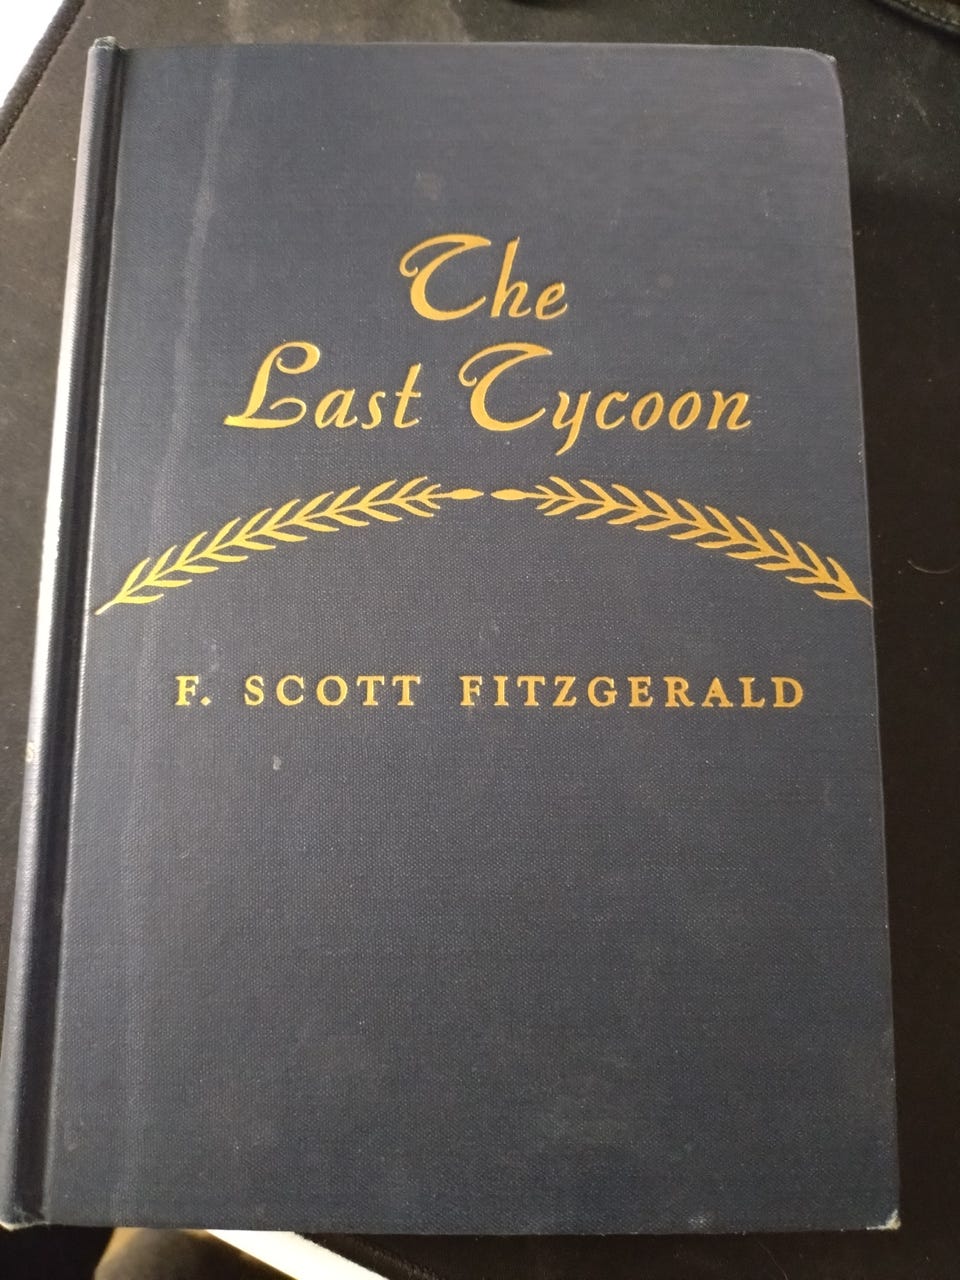 The
Last Tycoon
F. SCOTT FITZGERALD
S